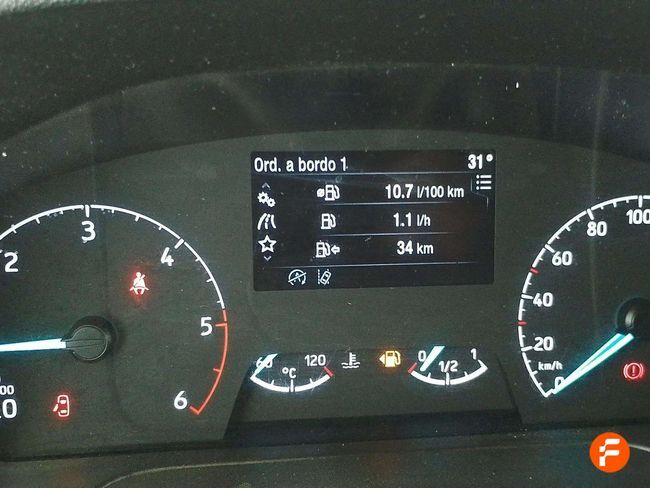 Ord. a bordo 1 31°
10.7 l/100 km
1.1 l/h
34 km
2 3 4 5 6
60 120
°C
0 1/2 1
0 20 40 60 80 100
km/h